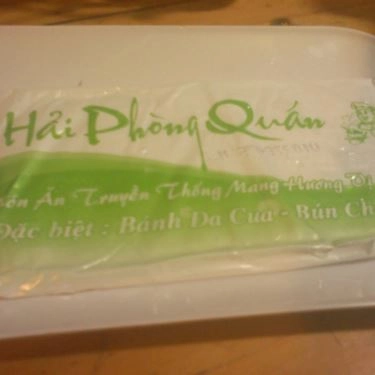 Hải Phòng Quán
ón Ăn Truyền Thống Mang Hương Vị
Đặc biệt : Bánh Đa Cua - Bún Ch